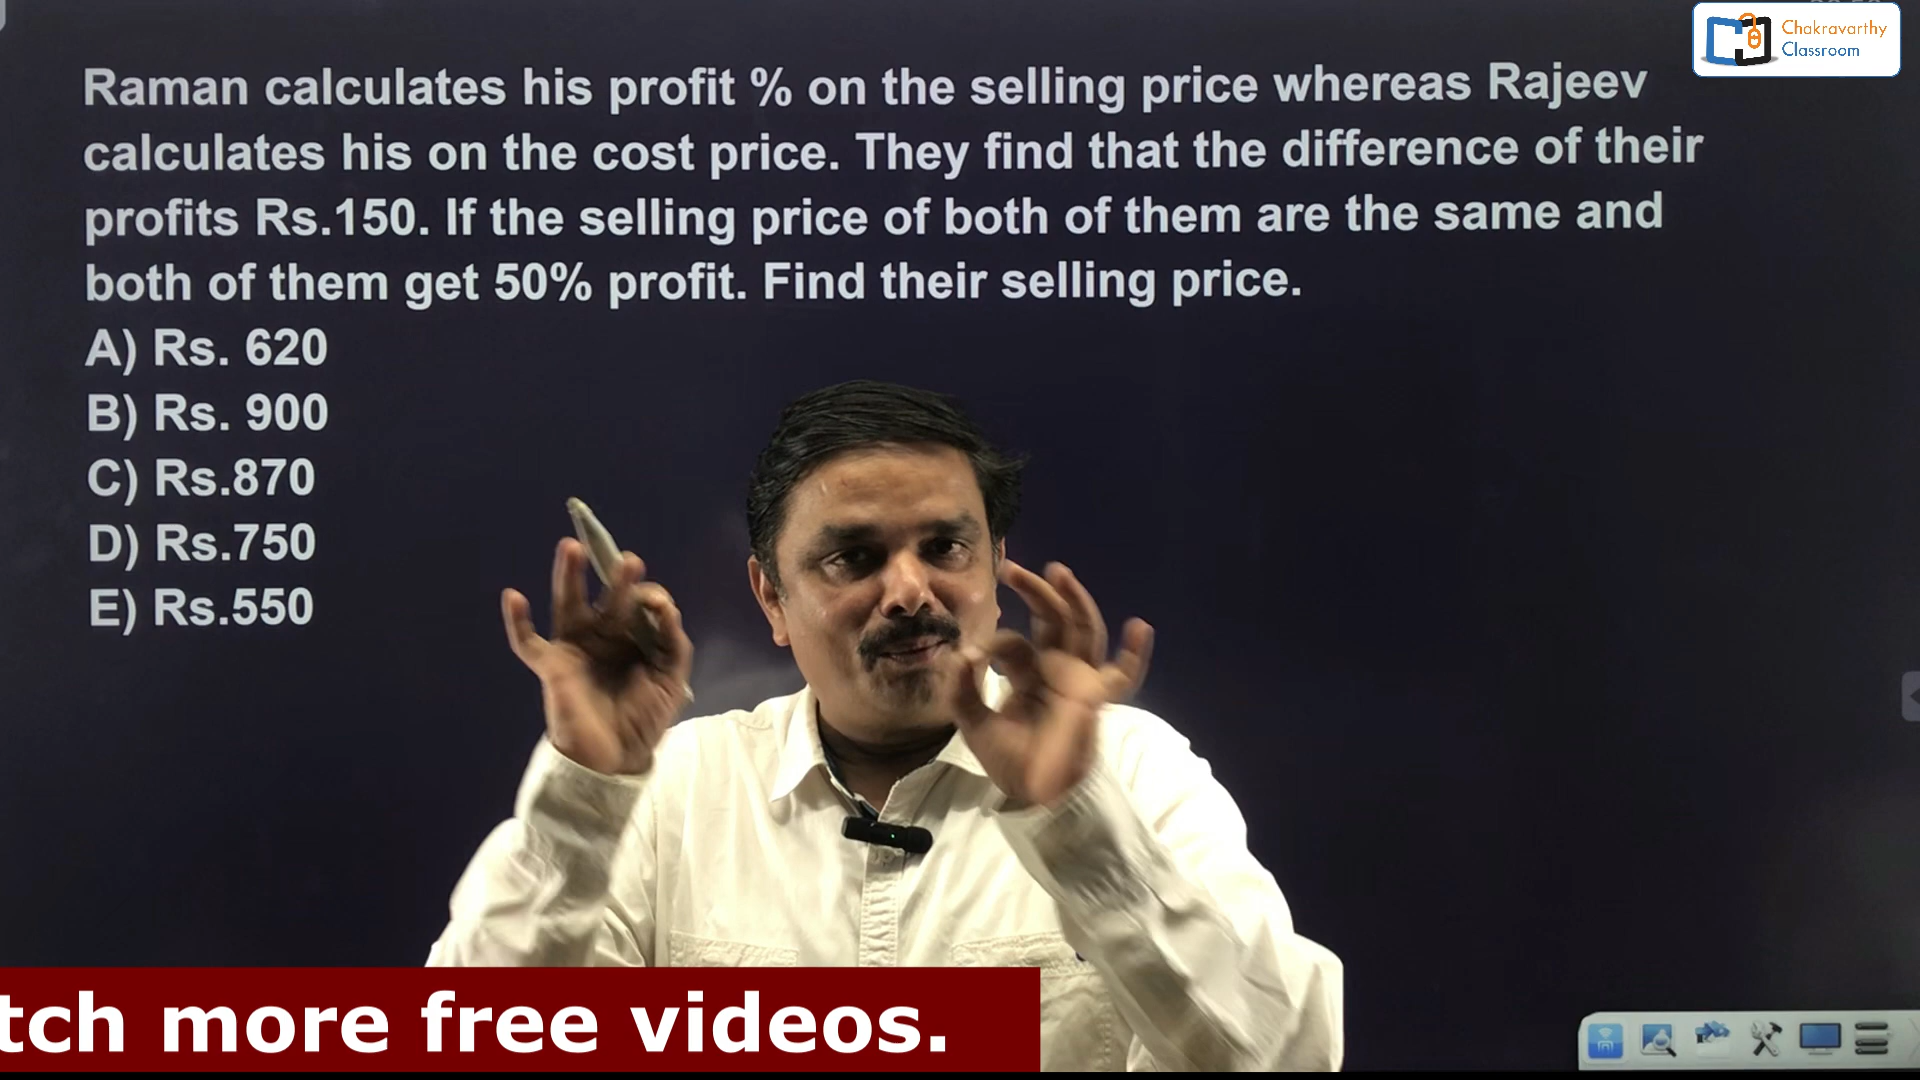 Chakravarthy
Classroom
Raman calculates his profit % on the selling price whereas Rajeev
calculates his on the cost price. They find that the difference of their
profits Rs.150. If the selling price of both of them are the same and
both of them get 50% profit. Find their selling price.
A) Rs. 620
B) Rs. 900
C) Rs.870
D) Rs.750
E) Rs.550
tch more free videos.